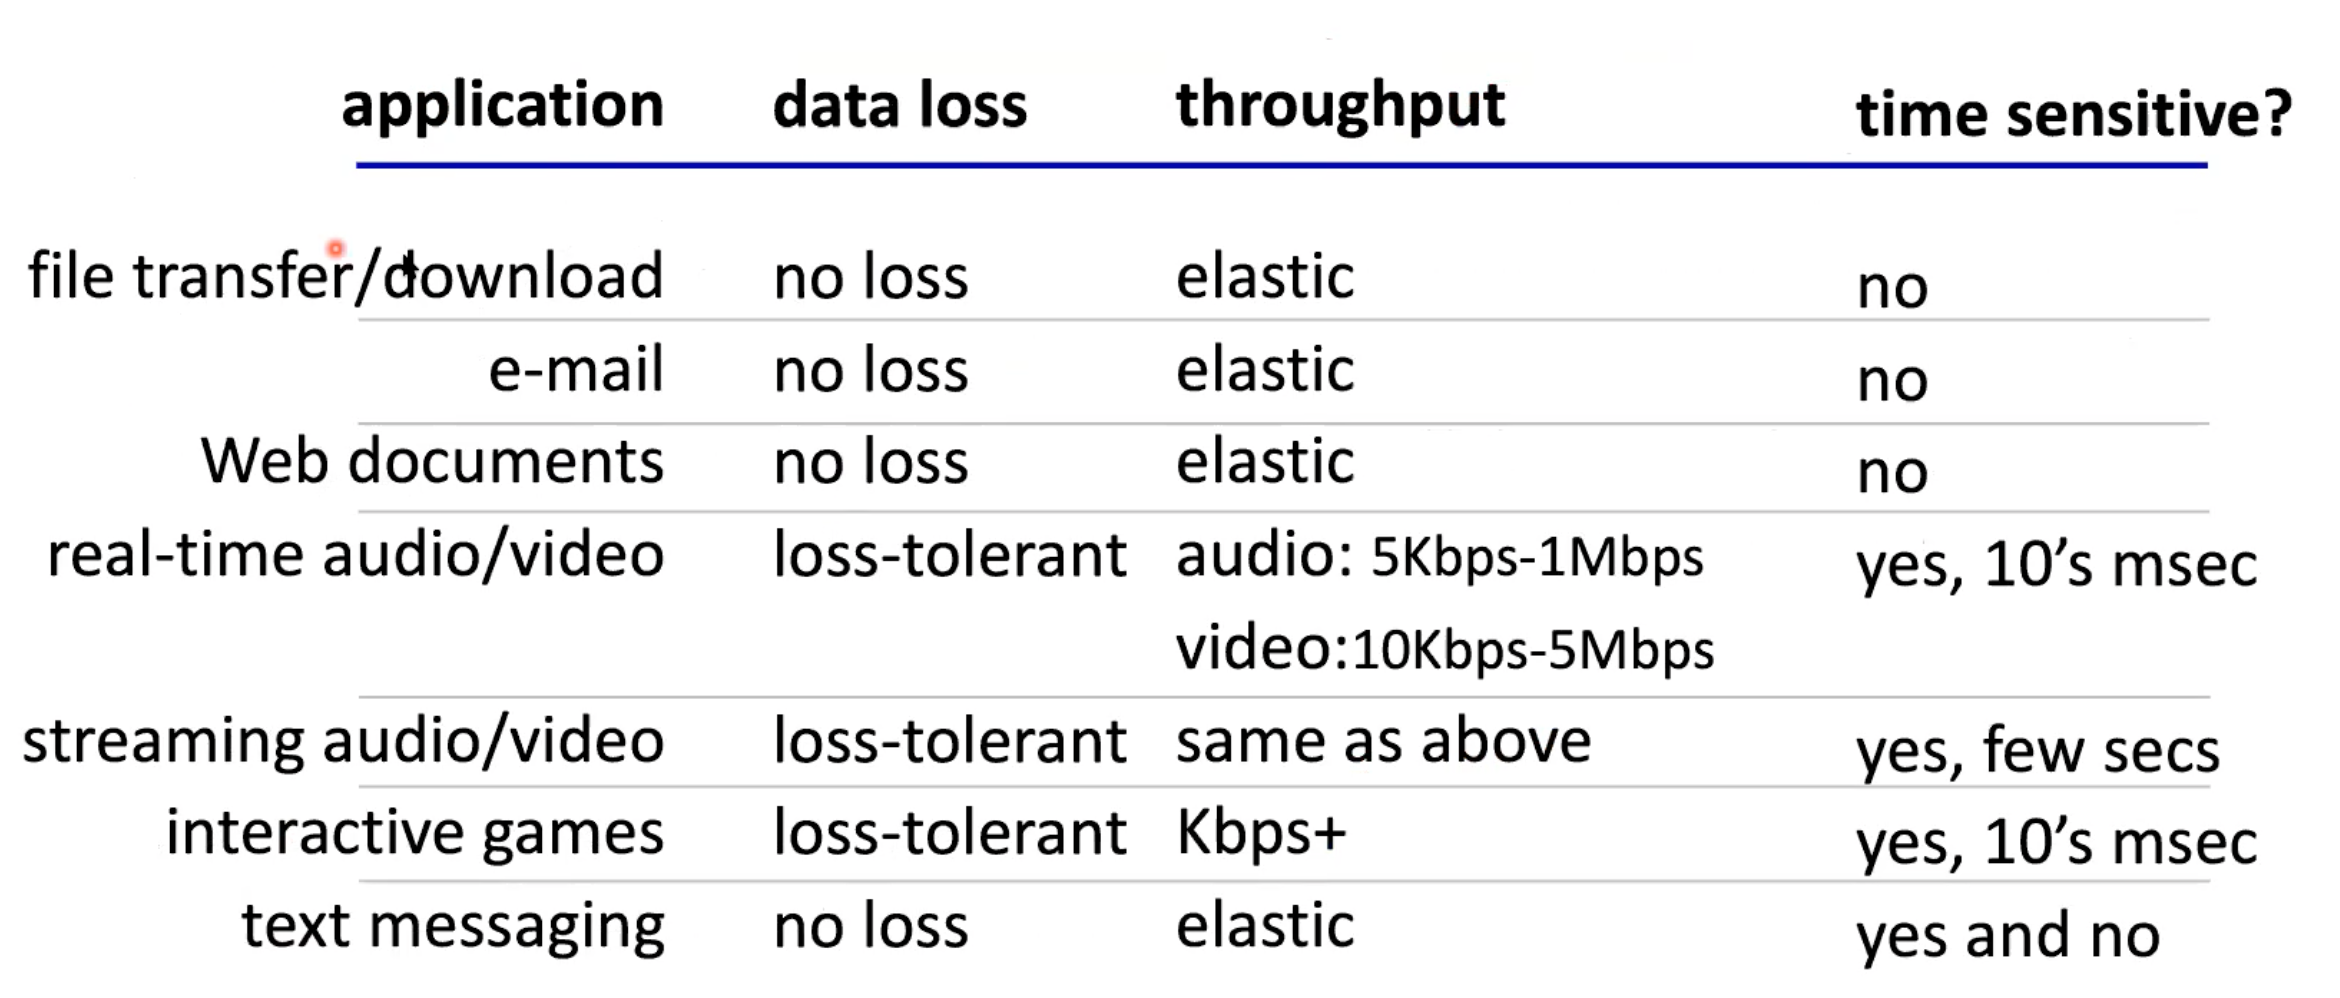 application data loss throughput time sensitive?
file transfer/download no loss elastic no
e-mail no loss elastic no
Web documents no loss elastic no
real-time audio/video loss-tolerant audio: 5Kbps-1Mbps yes, 10’s msec
video:10Kbps-5Mbps
streaming audio/video loss-tolerant same as above yes, few secs
interactive games loss-tolerant Kbps+ yes, 10’s msec
text messaging no loss elastic yes and no